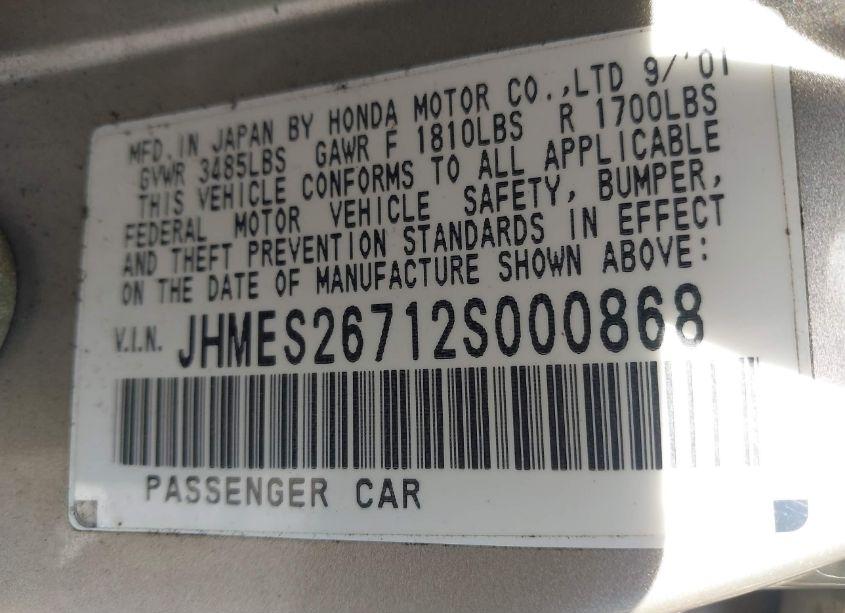 MFD. IN JAPAN BY HONDA MOTOR CO.,LTD 9/'01
GVWR 3485LBS GAWR F 1810LBS R 1700LBS
THIS VEHICLE CONFORMS TO ALL APPLICABLE
FEDERAL MOTOR VEHICLE SAFETY, BUMPER,
AND THEFT PREVENTION STANDARDS IN EFFECT
ON THE DATE OF MANUFACTURE SHOWN ABOVE:
V.I.N. JHMES26712S000868
PASSENGER CAR